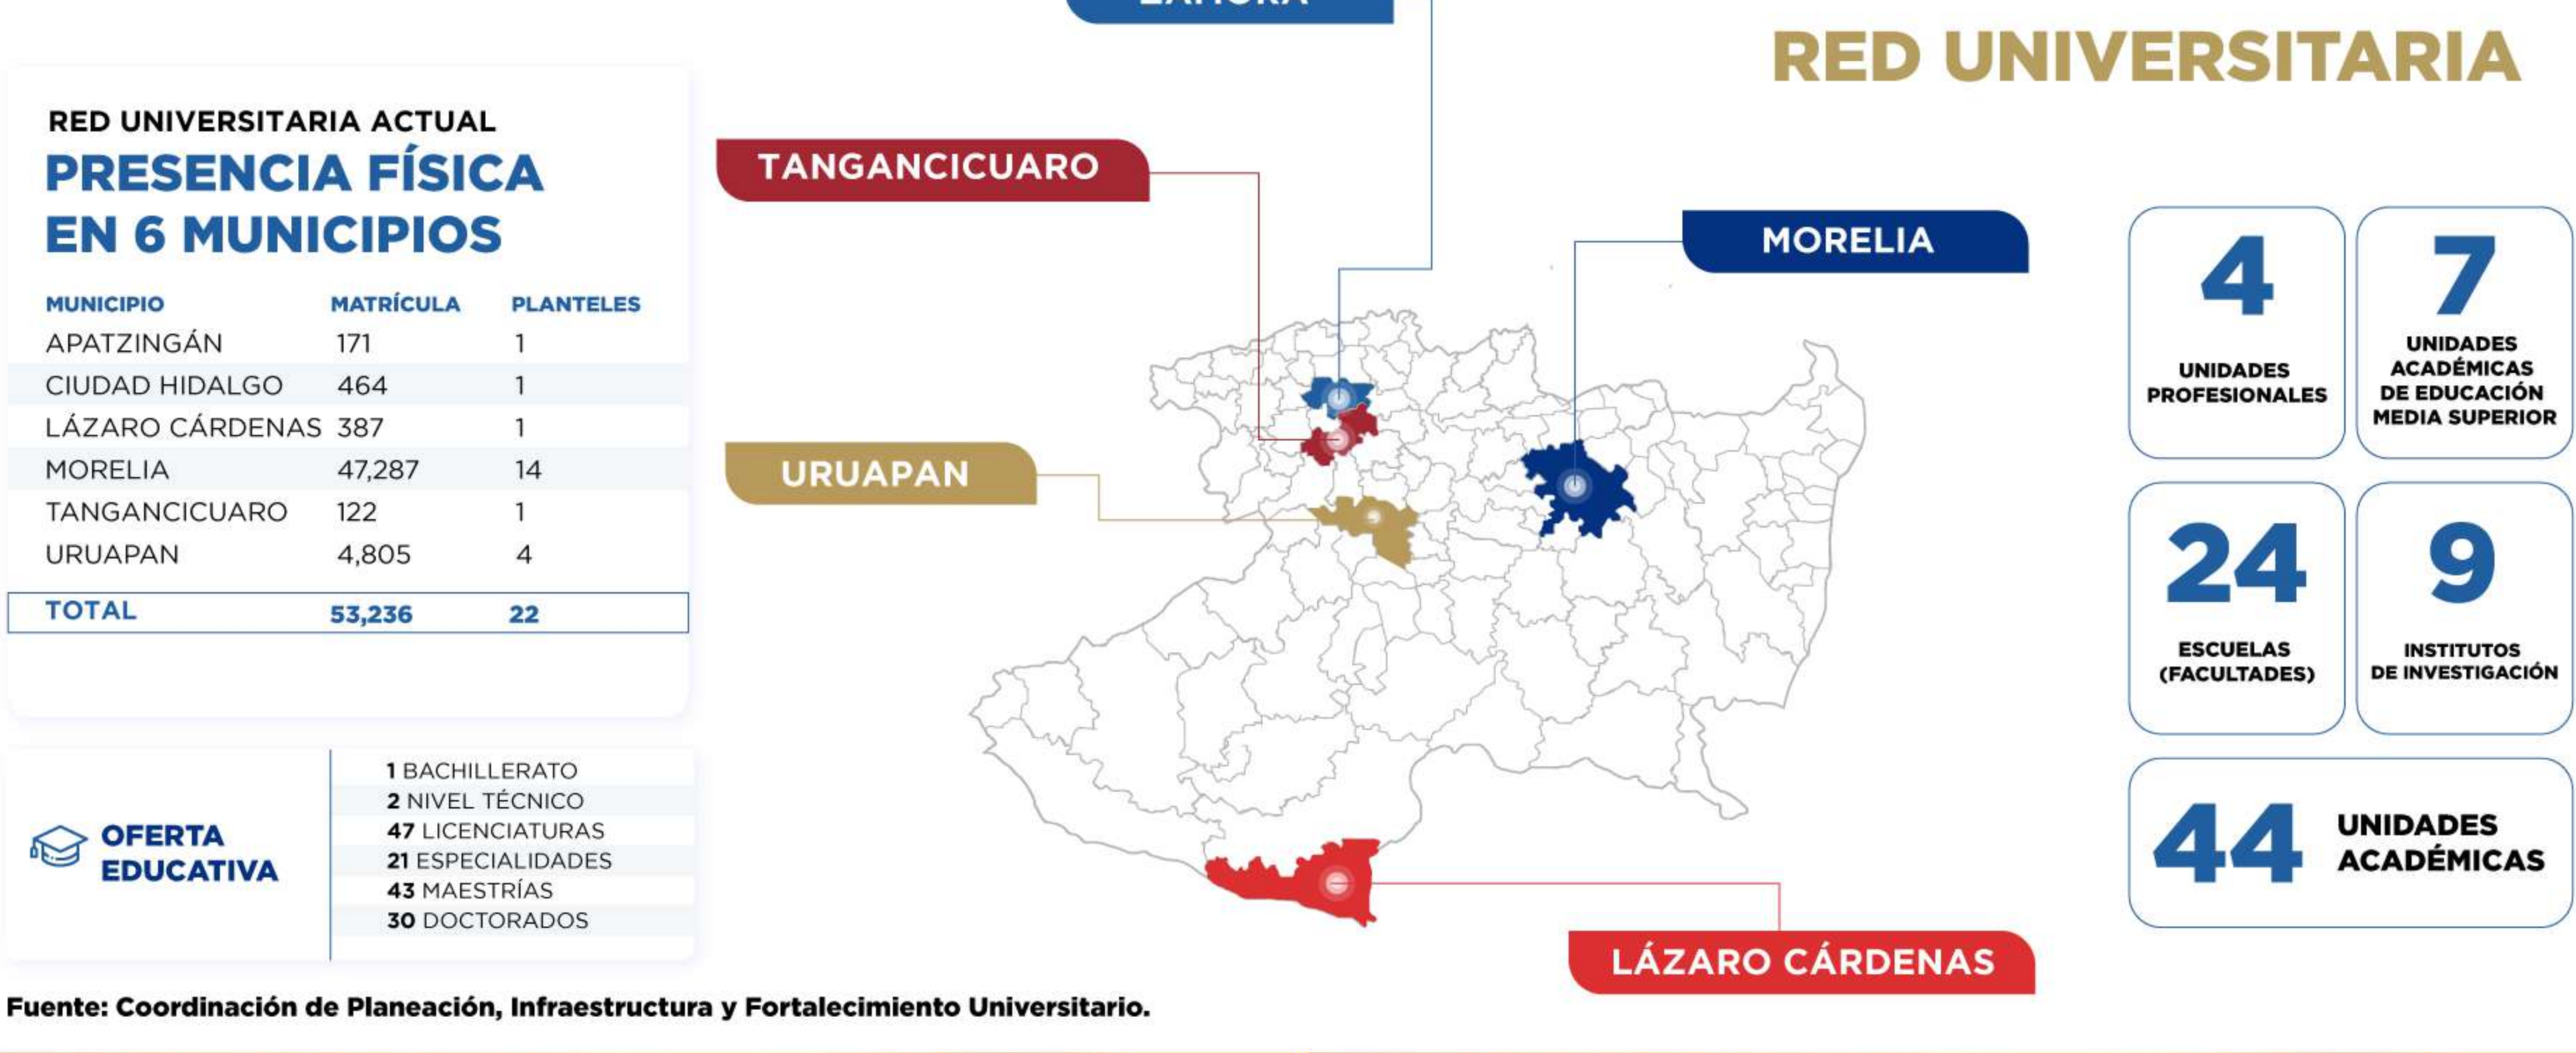 RED UNIVERSITARIA
RED UNIVERSITARIA ACTUAL
PRESENCIA FÍSICA
EN 6 MUNICIPIOS
MUNICIPIO MATRÍCULA PLANTELES
APATZINGÁN 171 1
CIUDAD HIDALGO 464 1
LÁZARO CÁRDENAS 387 1
MORELIA 47,287 14
TANGANCICUARO 122 1
URUAPAN 4,805 4
TOTAL 53,236 22
OFERTA
EDUCATIVA
1 BACHILLERATO
2 NIVEL TÉCNICO
47 LICENCIATURAS
21 ESPECIALIDADES
43 MAESTRÍAS
30 DOCTORADOS
ZAMORA
TANGANCICUARO
MORELIA
URUAPAN
LÁZARO CÁRDENAS
4
UNIDADES
PROFESIONALES
7
UNIDADES
ACADÉMICAS
DE EDUCACIÓN
MEDIA SUPERIOR
24
ESCUELAS
(FACULTADES)
9
INSTITUTOS
DE INVESTIGACIÓN
44
UNIDADES
ACADÉMICAS
Fuente: Coordinación de Planeación, Infraestructura y Fortalecimiento Universitario.